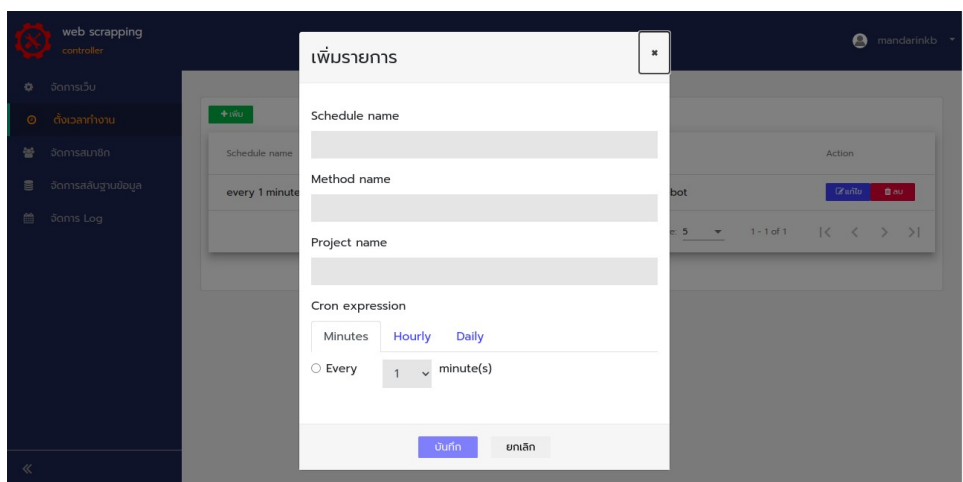 web scrapping
controller
mandarinkb
จัดการเว็บ
ตั้งเวลาทำงาน
จัดการสมาชิก
จัดการสลับฐานข้อมูล
จัดการ Log
+เพิ่ม
Schedule name
Action
every 1 minute
bot
แก้ไข
ลบ
5
1 - 1 of 1
เพิ่มรายการ
×
Schedule name
Method name
Project name
Cron expression
Minutes Hourly Daily
Every 1 minute(s)
บันทึก ยกเลิก